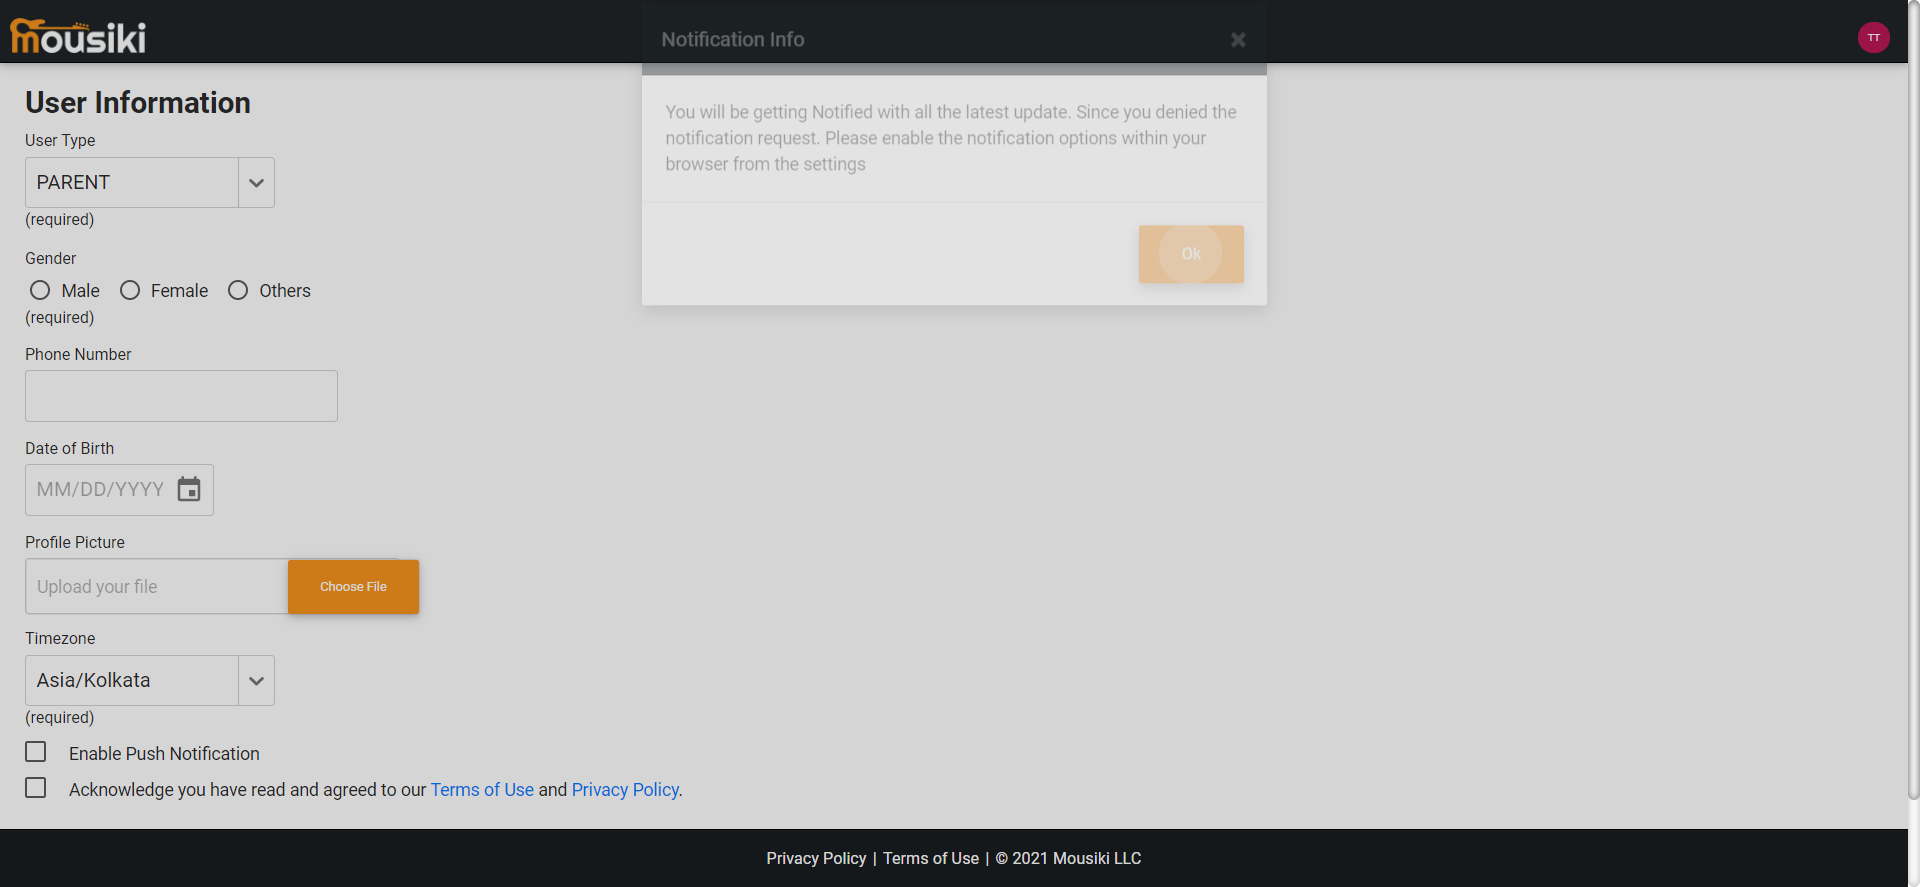 mousiki
Notification Info
TT
User Information
User Type
PARENT
(required)
You will be getting Notified with all the latest update. Since you denied the
notification request. Please enable the notification options within your
browser from the settings
Ok
Gender
Male Female Others
(required)
Phone Number
Date of Birth
MM/DD/YYYY
Profile Picture
Upload your file
Choose File
Timezone
Asia/Kolkata
(required)
Enable Push Notification
Acknowledge you have read and agreed to our Terms of Use and Privacy Policy.
Privacy Policy | Terms of Use | © 2021 Mousiki LLC